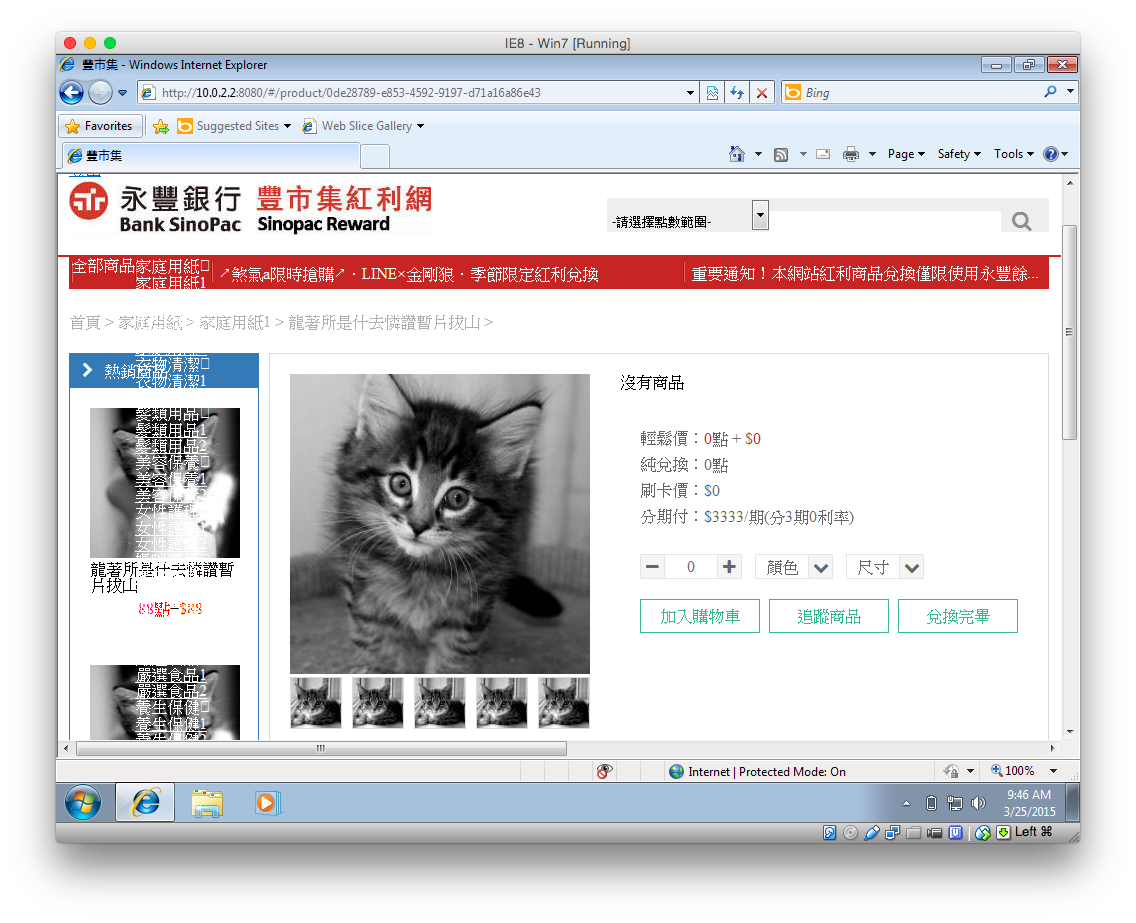 IE8 - Win7 [Running]
豐市集 - Windows Internet Explorer
http://10.0.2.2:8080/#/product/0de28789-e853-4592-9197-d71a16a86e43
Bing
Favorites
Suggested Sites
Web Slice Gallery
豐市集
Page
Safety
Tools
永豐銀行 豐市集紅利網
Bank SinoPac Sinopac Reward
-請選擇點數範圍-
全部商品
家庭用紙
家庭用紙1
↗煞氣a限時搶購↗．LINE×金剛狼．季節限定紅利兌換
重要通知！本網站紅利商品兌換僅限使用永豐餘...
首頁 > 家庭用紙 > 家庭用紙1 > 龍著所是什去憐讚暫片拔山 >
衣物清潔
熱銷商品
衣物清潔1
髮類用品
髮類用品1
髮類用品2
美容保養
美容保養1
美容保養2
女性護理
女性護理1
女性護理2
龍著所是什去憐讚暫
片拔山
88點+$88
嚴選食品1
嚴選食品2
養生保健
養生保健1
養生保健2
沒有商品
輕鬆價：0點 + $0
純兌換：0點
刷卡價：$0
分期付：$3333/期(分3期0利率)
0
顏色
尺寸
加入購物車
追蹤商品
兌換完畢
Internet | Protected Mode: On
100%
9:46 AM
3/25/2015
Left ⌘